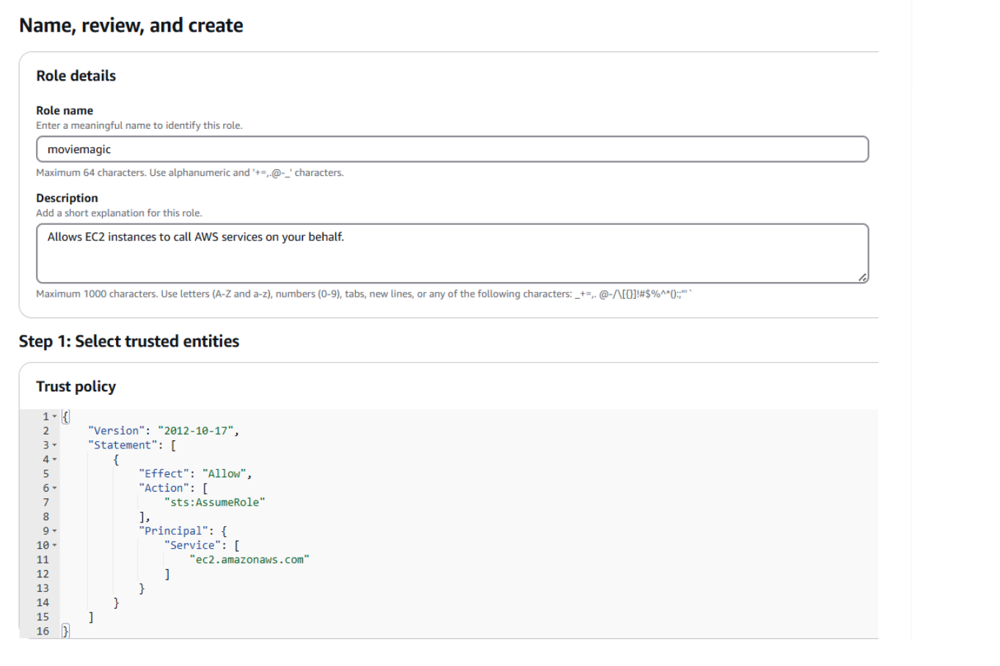 Name, review, and create
Role details
Role name
Enter a meaningful name to identify this role.
moviemagic
Maximum 64 characters. Use alphanumeric and '+=,.@-_' characters.
Description
Add a short explanation for this role.
Allows EC2 instances to call AWS services on your behalf.
Maximum 1000 characters. Use letters (A-Z and a-z), numbers (0-9), tabs, new lines, or any of the following characters: _+=,. @-/\[{}]!#$%^*();:"'`
Step 1: Select trusted entities
Trust policy
1 {
2 "Version": "2012-10-17",
3 "Statement": [
4 {
5 "Effect": "Allow",
6 "Action": [
7 "sts:AssumeRole"
8 ],
9 "Principal": {
10 "Service": [
11 "ec2.amazonaws.com"
12 ]
13 }
14 }
15 ]
16 }